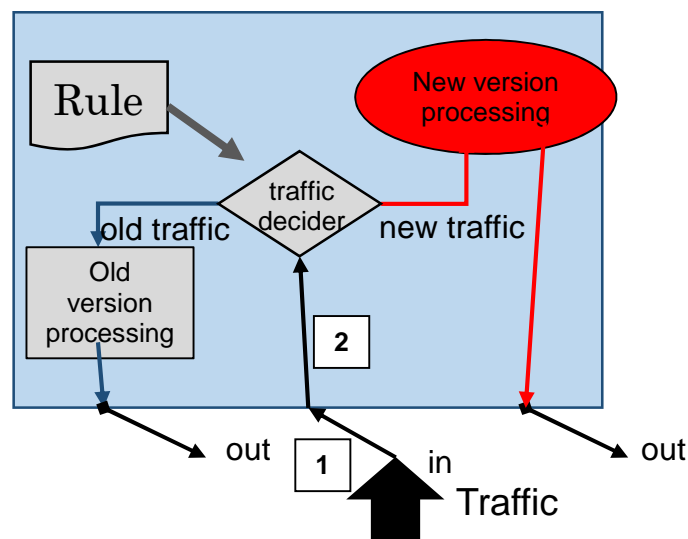 Rule
New version
processing
traffic
decider
old traffic
new traffic
Old
version
processing
2
out
1
in
out
Traffic